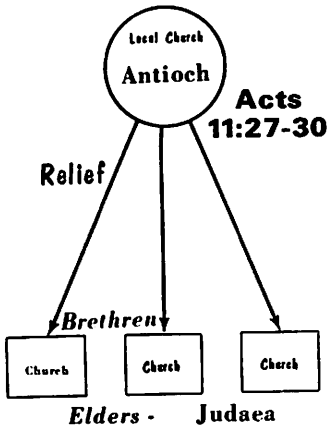 Local Church
Antioch
Acts
11:27-30
Relief
Brethren
Church Church Church
Elders - Judaea